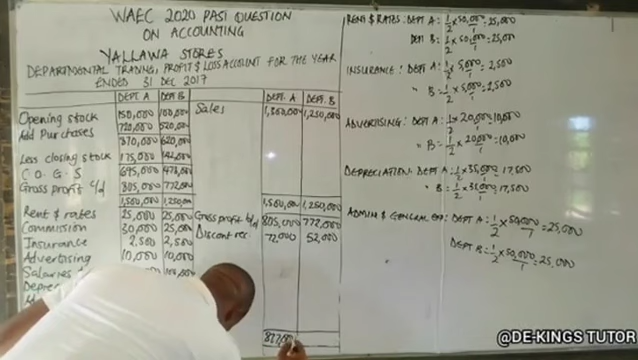 WAEC 2020 PAST QUESTION
ON ACCOUNTING
YALLAWA STORES
DEPARTMENTAL TRADING, PROFIT & LOSS ACCOUNT FOR THE YEAR
ENDED 31 DEC 2017
DEPT A DEPT B DEPT. A DEPT. B
Opening stock 150,000 100,000 Sales 1,500,000 1,250,000
Add Purchases 720,000 520,000
870,000 620,000
Less closing stock 175,000
C.O.G.S 695,000 478,000
Gross profit c/d 805,000 772,000
1,500,000 1,250,000 1,500,000 1,250,000
Rent & rates 25,000 25,000 Gross profit b/d 805,000 772,000
Commission 30,000 25,000 Discount rec. 72,000 52,000
Insurance 2,500 2,500
Advertising 10,000 10,000
Salaries
Depre
RENT & RATES: DEPT A: 1/2 x 50,000/1 = 25,000
DEPT B: 1/2 x 50,000/1 = 25,000
INSURANCE: DEPT A: 1/2 x 5,000/1 = 2,500
" B = 1/2 x 5,000/1 = 2,500
ADVERTISING: DEPT A: 1/2 x 20,000/1 = 10,000
" B = 1/2 x 20,000/1 = 10,000
DEPRECIATION: DEPT A: 1/2 x 35,000/1 = 17,500
" B = 1/2 x 35,000/1 = 17,500
ADMIN & GENERAL EXP: DEPT A: 1/2 x 50,000/1 = 25,000
DEPT B: 1/2 x 50,000/1 = 25,000
@DE-KINGS TUTOR